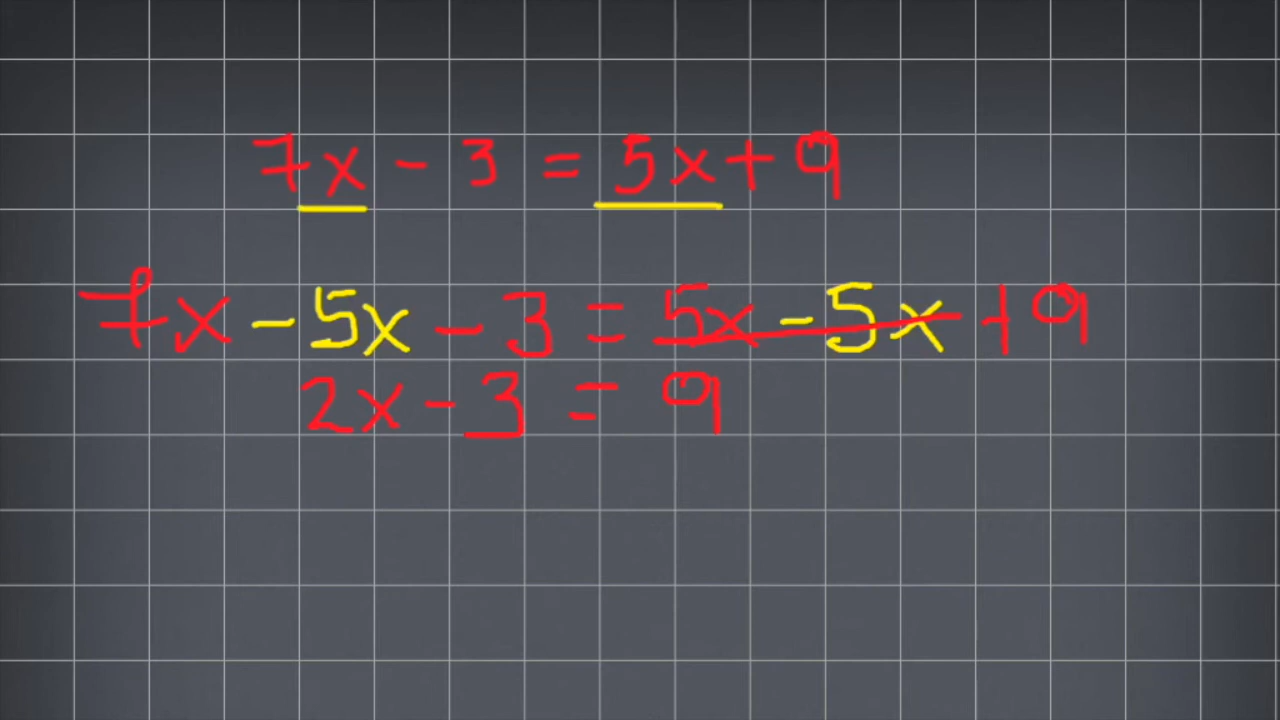 7x - 3 = 5x + 9
7x - 5x - 3 = 5x - 5x + 9
2x - 3 = 9